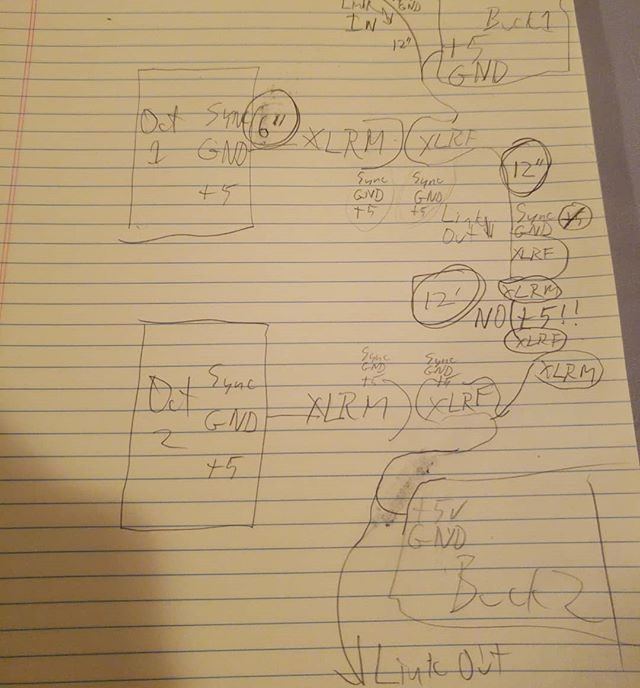 Link GND
IN
12"
Buck1
+5
GND
Oct Sync
1 GND
+5
6"
XLRM
XLRF
Sync
GND
+5
Sync
GND
+5
12"
Link
Out
Sync
GND
XLRF
XLRM
12'
NO +5!!
XLRF
XLRM
Oct Sync
2 GND
+5
XLRM
Sync
GND
+5
Sync
GND
+5
XLRF
+5v
GND
Buck2
Link Out